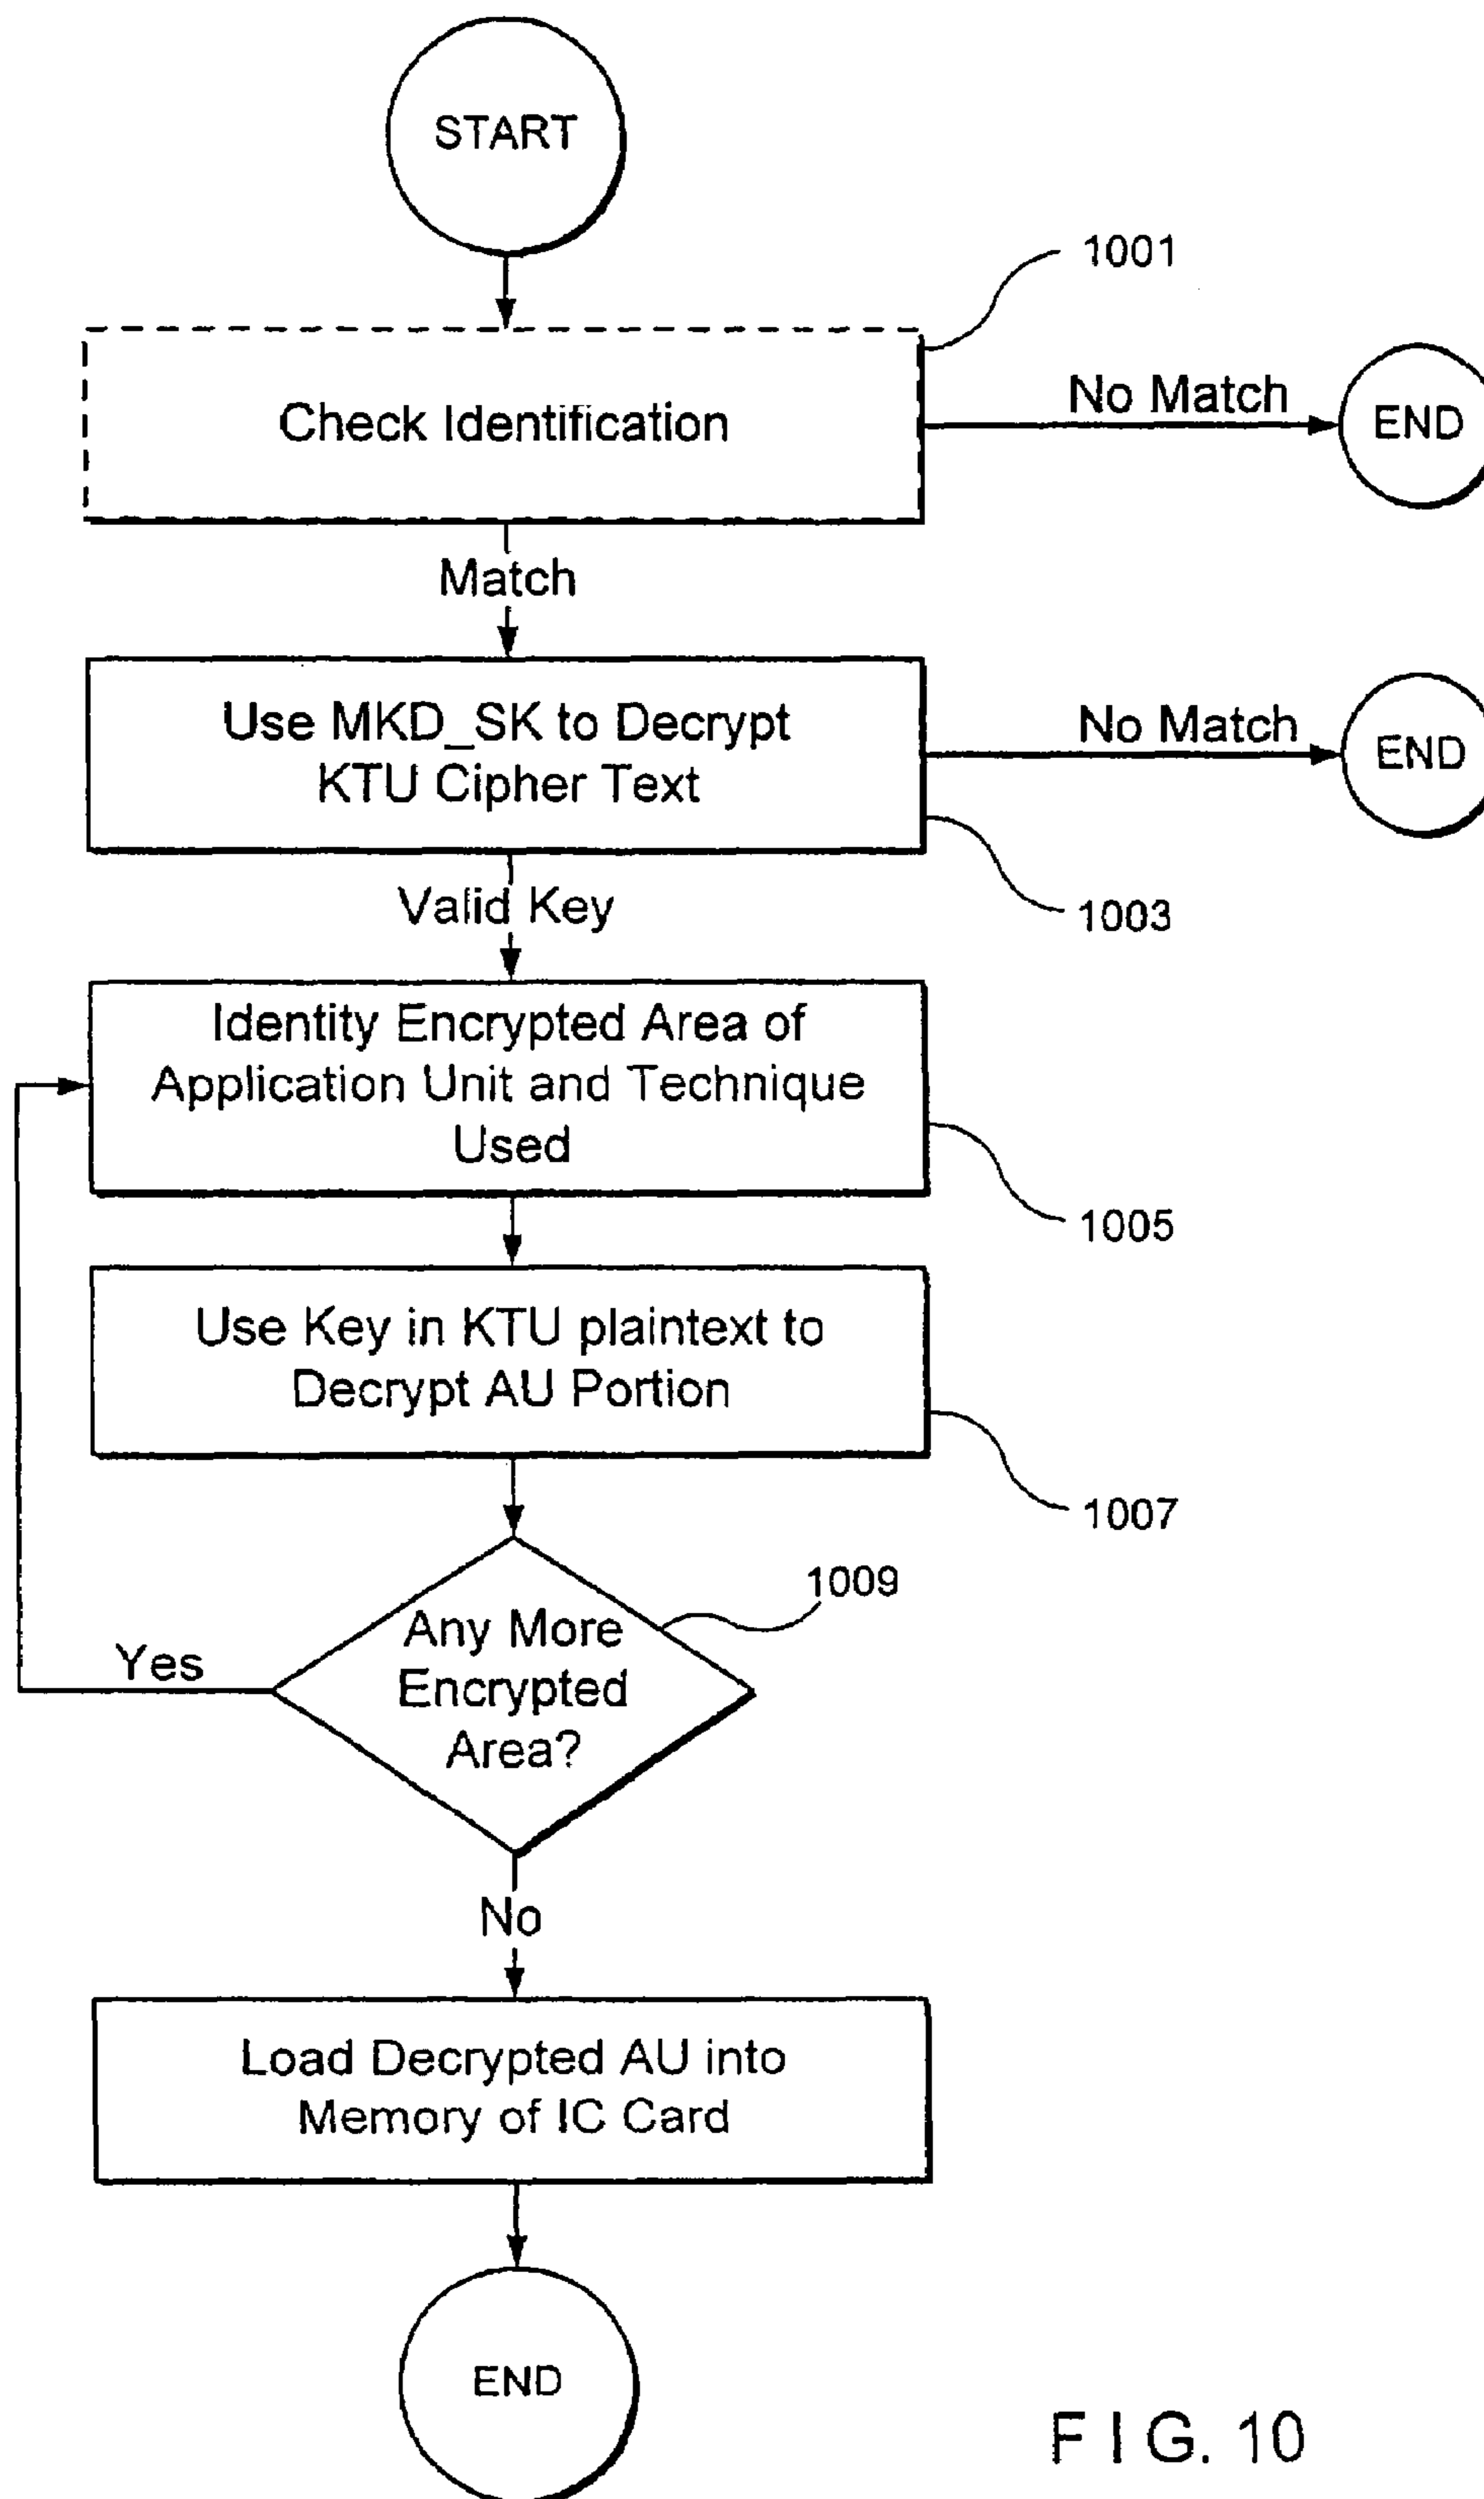 START
1001
Check Identification
No Match
END
Match
Use MKD_SK to Decrypt
KTU Cipher Text
No Match
END
Valid Key
1003
Identity Encrypted Area of
Application Unit and Technique
Used
1005
Use Key in KTU plaintext to
Decrypt AU Portion
1007
1009
Any More
Encrypted
Area?
Yes
No
Load Decrypted AU into
Memory of IC Card
END
FIG. 10